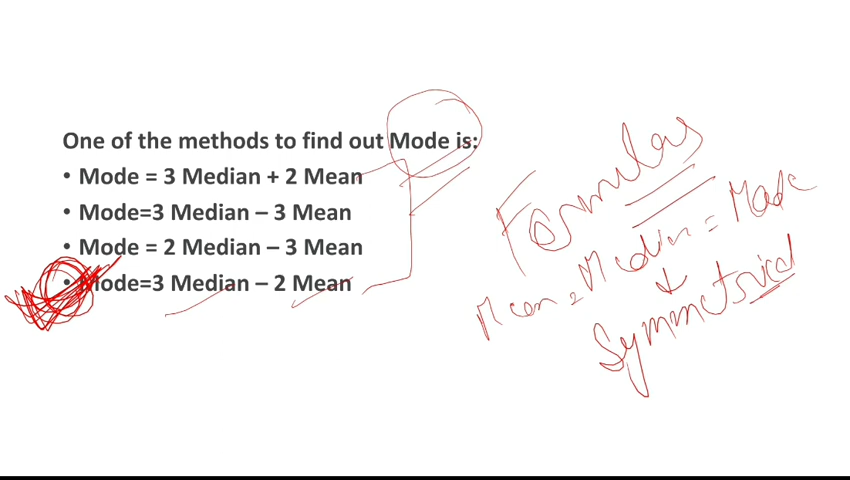 One of the methods to find out Mode is:
• Mode = 3 Median + 2 Mean
• Mode=3 Median – 3 Mean
• Mode = 2 Median – 3 Mean
• Mode=3 Median – 2 Mean
Formulas
Mean = Median = Mode
Symmetrical